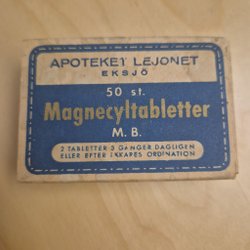 APOTEKET LEJONET
EKSJÖ
50 st.
Magnecyltabletter
M. B.
2 TABLETTER 3 GÅNGER DAGLIGEN
ELLER EFTER LÄKARES ORDINATION